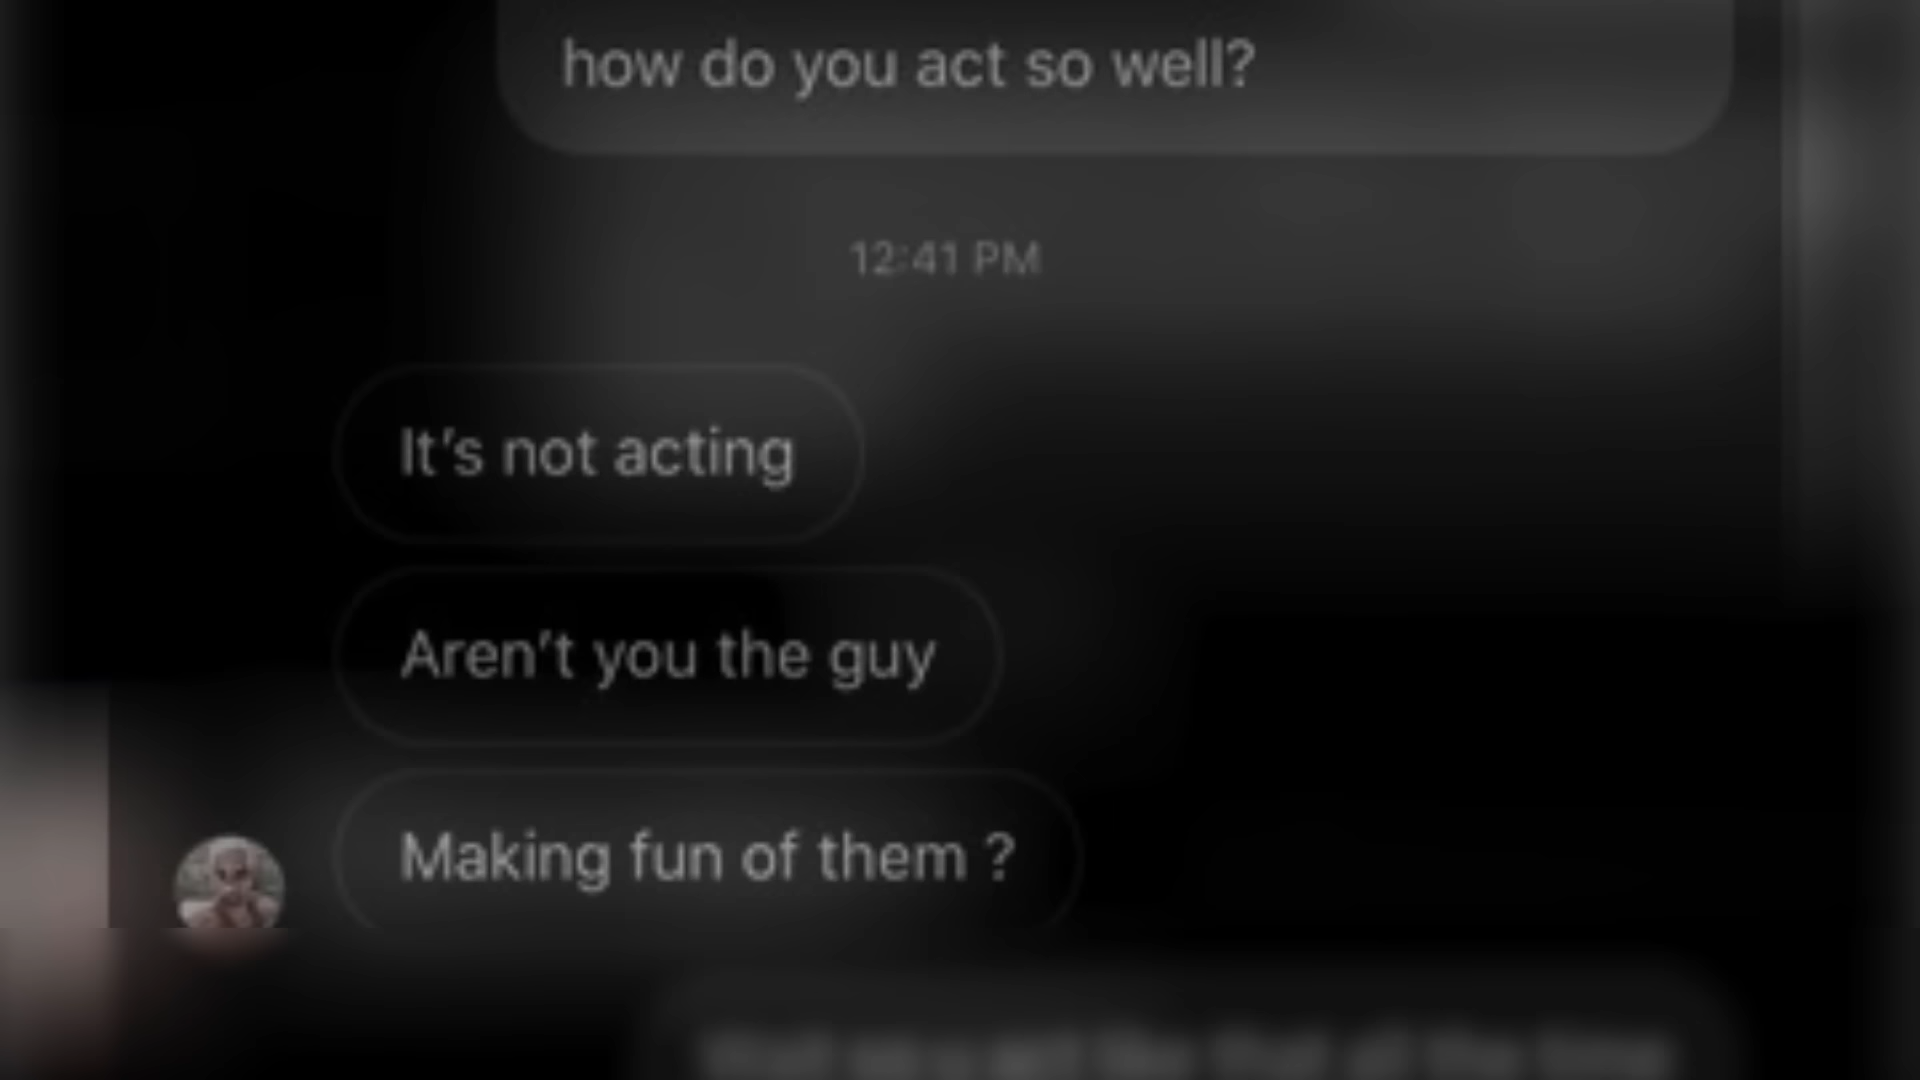 how do you act so well?
12:41 PM
It's not acting
Aren't you the guy
Making fun of them ?